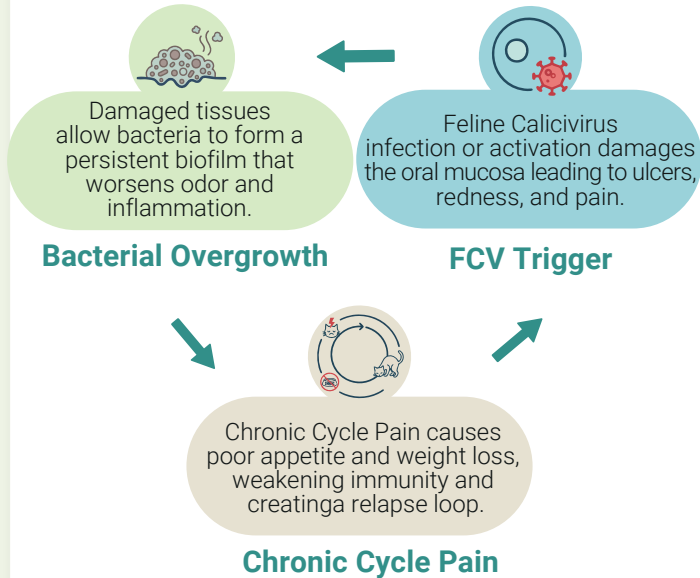 Damaged tissues
allow bacteria to form a
persistent biofilm that
worsens odor and
inflammation.
Bacterial Overgrowth
Feline Calicivirus
infection or activation damages
the oral mucosa leading to ulcers,
redness, and pain.
FCV Trigger
Chronic Cycle Pain causes
poor appetite and weight loss,
weakening immunity and
creatinga relapse loop.
Chronic Cycle Pain